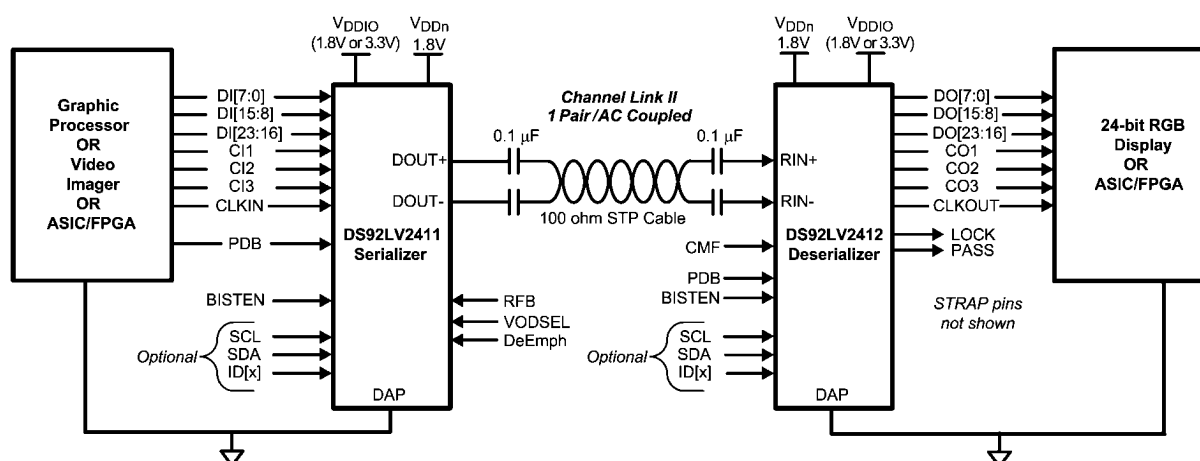 VDDIO
(1.8V or 3.3V)
VDDn
1.8V
VDDn
1.8V
VDDIO
(1.8V or 3.3V)
Graphic
Processor
OR
Video
Imager
OR
ASIC/FPGA
DI[7:0]
DI[15:8]
DI[23:16]
CI1
CI2
CI3
CLKIN
PDB
BISTEN
Optional
SCL
SDA
ID[x]
DOUT+
DOUT-
DS92LV2411
Serializer
DAP
RFB
VODSEL
DeEmph
Channel Link II
1 Pair/AC Coupled
0.1 µF
0.1 µF
100 ohm STP Cable
RIN+
RIN-
CMF
PDB
BISTEN
Optional
SCL
SDA
ID[x]
DS92LV2412
Deserializer
DAP
DO[7:0]
DO[15:8]
DO[23:16]
CO1
CO2
CO3
CLKOUT
LOCK
PASS
STRAP pins
not shown
24-bit RGB
Display
OR
ASIC/FPGA